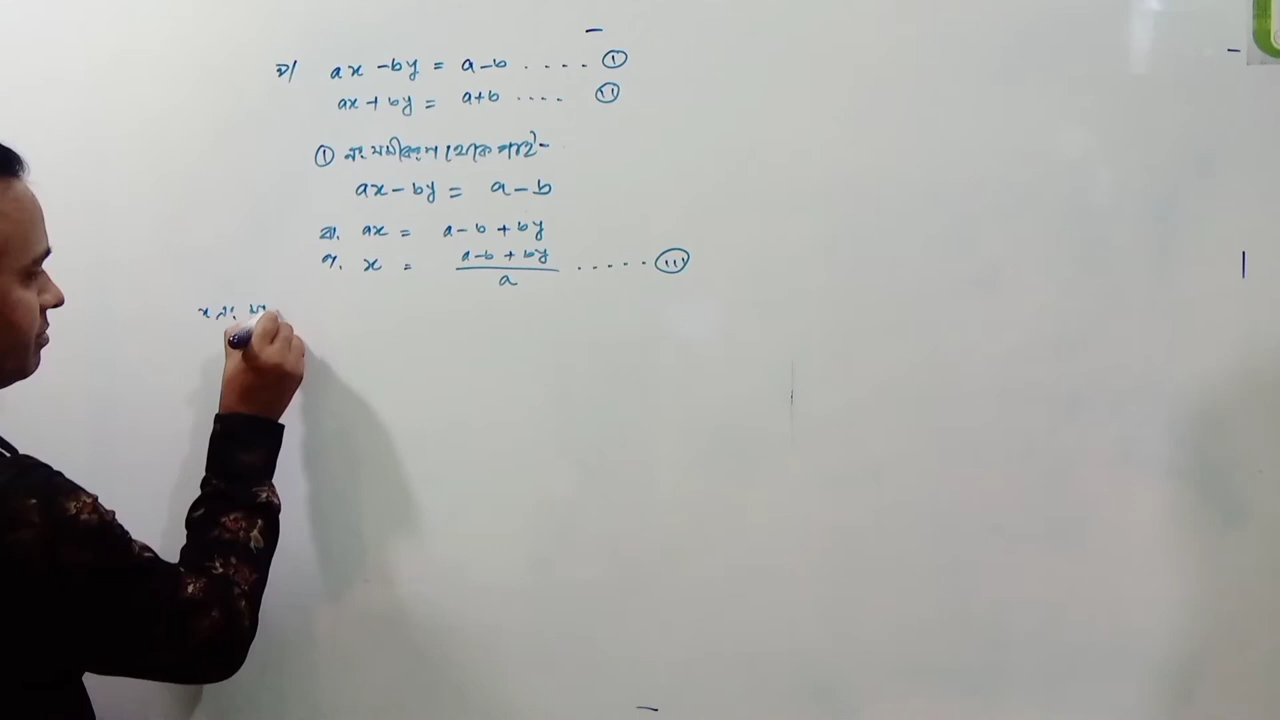 ax - by = a-b ..... (i)
ax + by = a+b .... (ii)
(i) নং সমীকরণ থেকে পাই-
ax - by = a - b
বা, ax = a-b + by
বা, x = (a-b + by)/a ...... (iii)
x নং